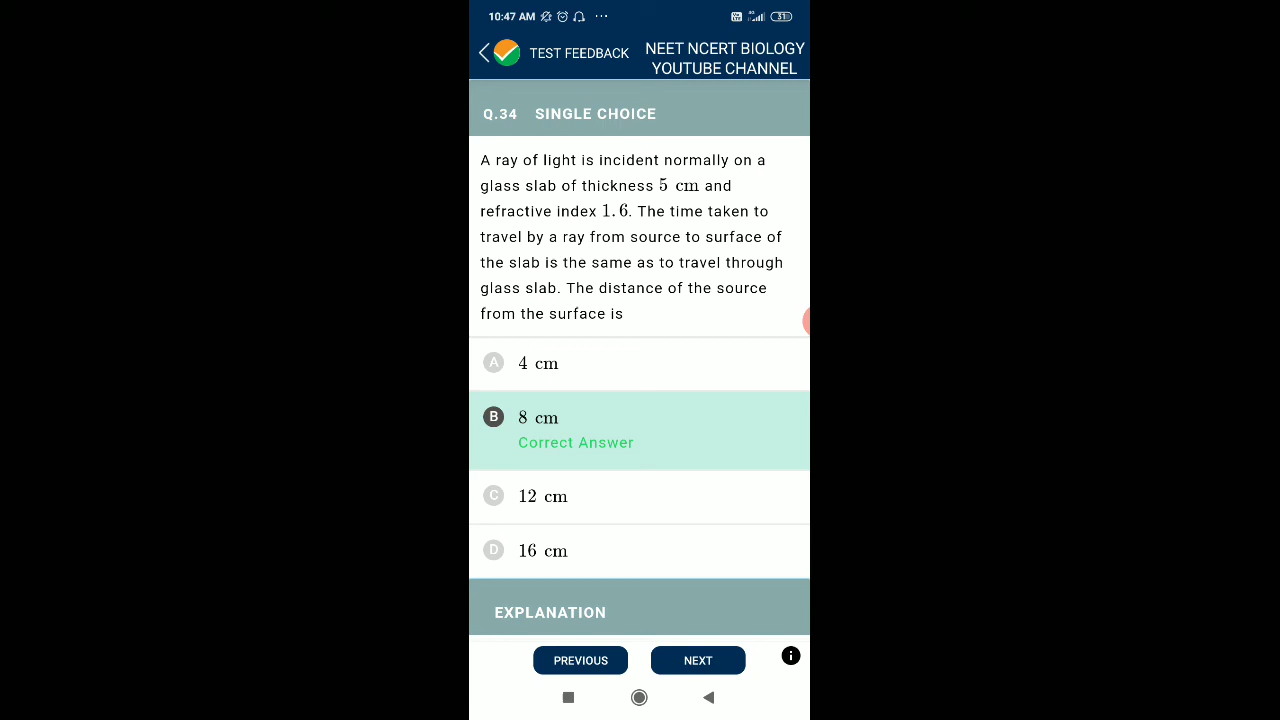 10:47 AM ... 4G 31
TEST FEEDBACK
NEET NCERT BIOLOGY
YOUTUBE CHANNEL
Q.34 SINGLE CHOICE
A ray of light is incident normally on a
glass slab of thickness 5 cm and
refractive index 1.6. The time taken to
travel by a ray from source to surface of
the slab is the same as to travel through
glass slab. The distance of the source
from the surface is
A 4 cm
B 8 cm
Correct Answer
C 12 cm
D 16 cm
EXPLANATION
PREVIOUS NEXT i